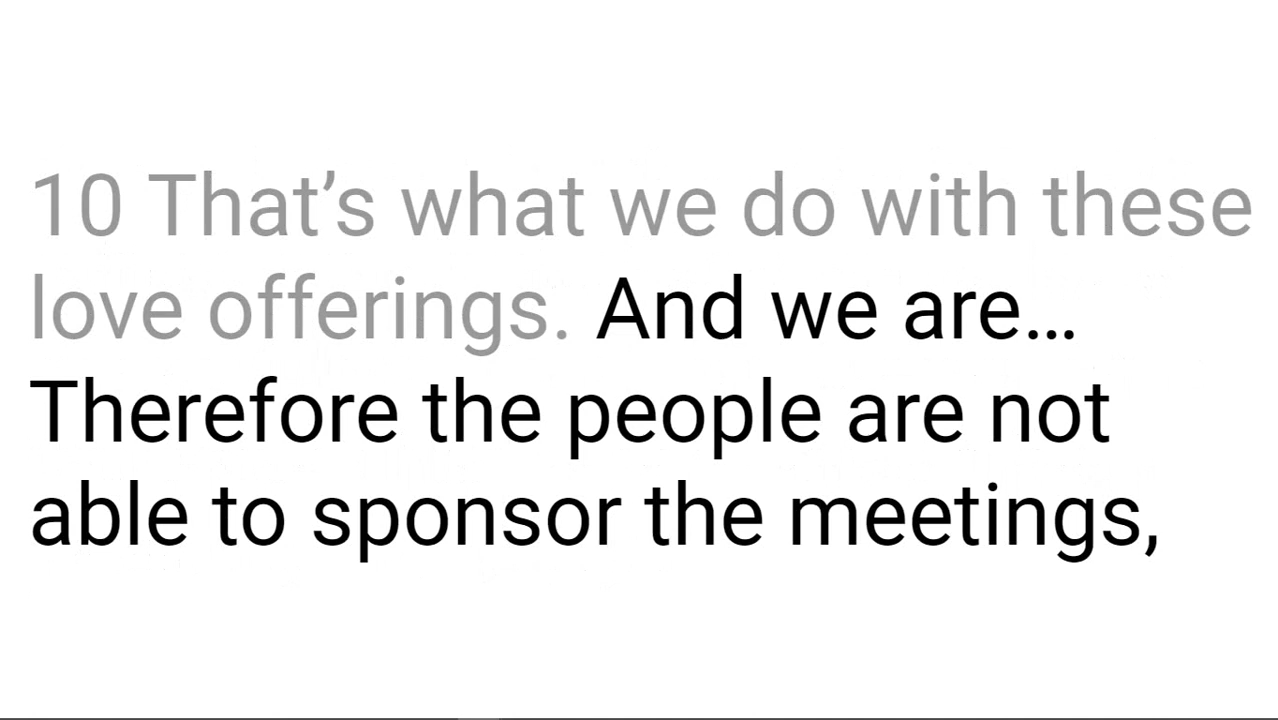 10 That’s what we do with these
love offerings. And we are…
Therefore the people are not
able to sponsor the meetings,